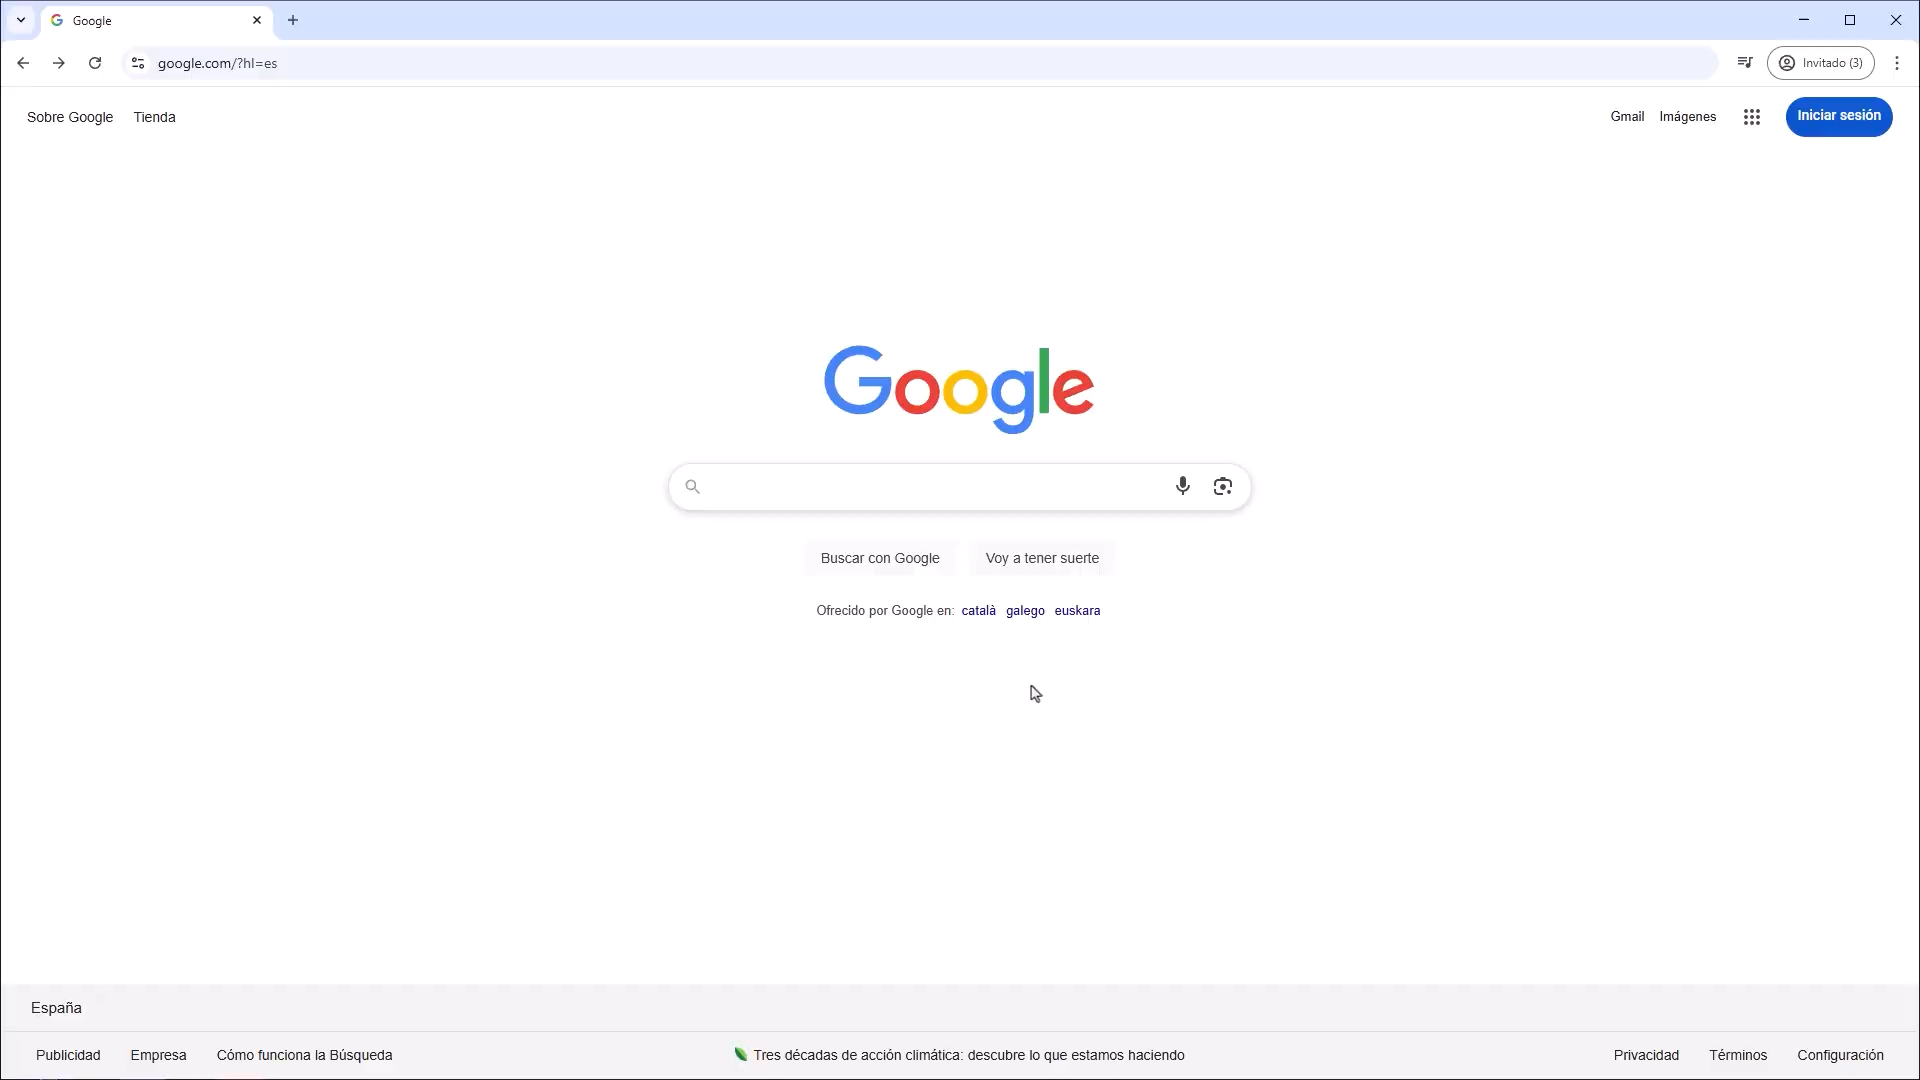 Google
google.com/?hl=es
Invitado (3)
Sobre Google Tienda
Gmail Imágenes Iniciar sesión
Google
Buscar con Google Voy a tener suerte
Ofrecido por Google en: català galego euskara
España
Publicidad Empresa Cómo funciona la Búsqueda Tres décadas de acción climática: descubre lo que estamos haciendo Privacidad Términos Configuración